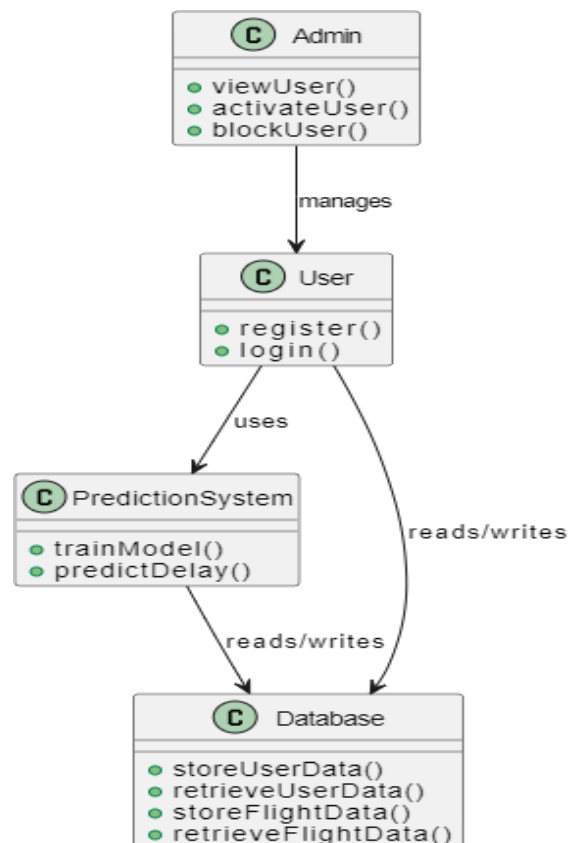 C Admin
viewUser()
activateUser()
blockUser()
manages
C User
register()
login()
uses
C PredictionSystem
trainModel()
predictDelay()
reads/writes
reads/writes
C Database
storeUserData()
retrieveUserData()
storeFlightData()
retrieveFlightData()